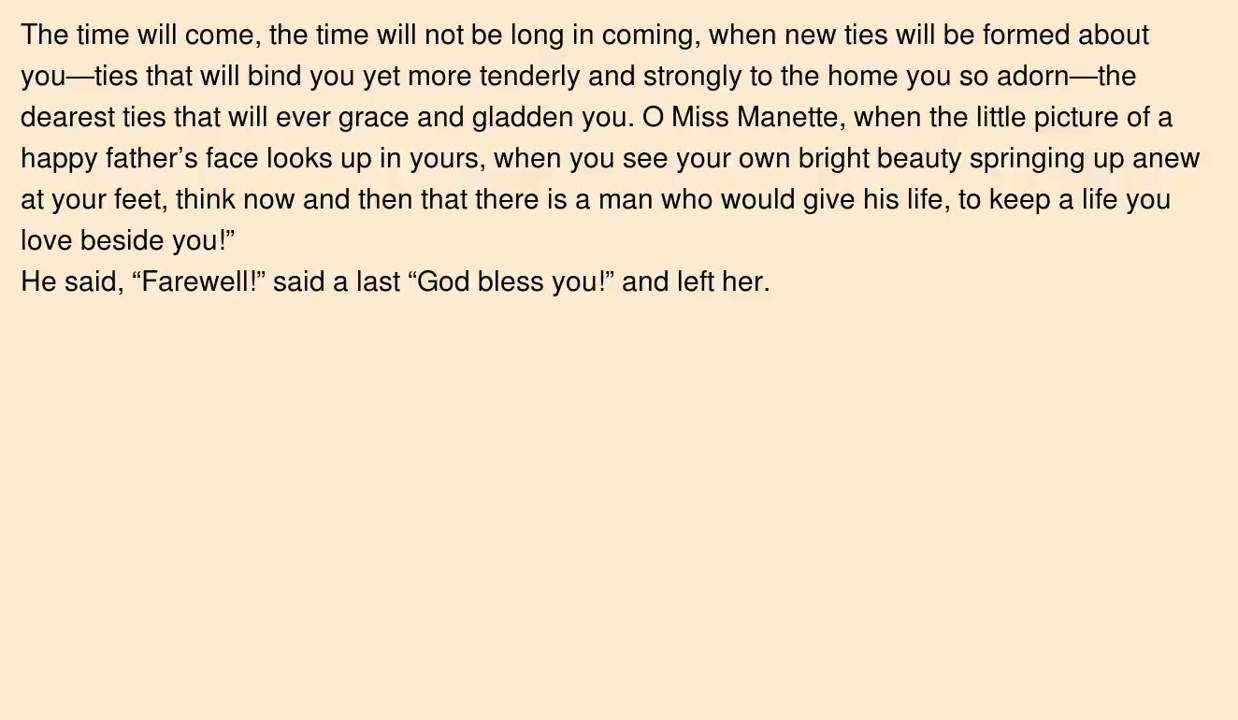 The time will come, the time will not be long in coming, when new ties will be formed about
you—ties that will bind you yet more tenderly and strongly to the home you so adorn—the
dearest ties that will ever grace and gladden you. O Miss Manette, when the little picture of a
happy father’s face looks up in yours, when you see your own bright beauty springing up anew
at your feet, think now and then that there is a man who would give his life, to keep a life you
love beside you!”
He said, “Farewell!” said a last “God bless you!” and left her.